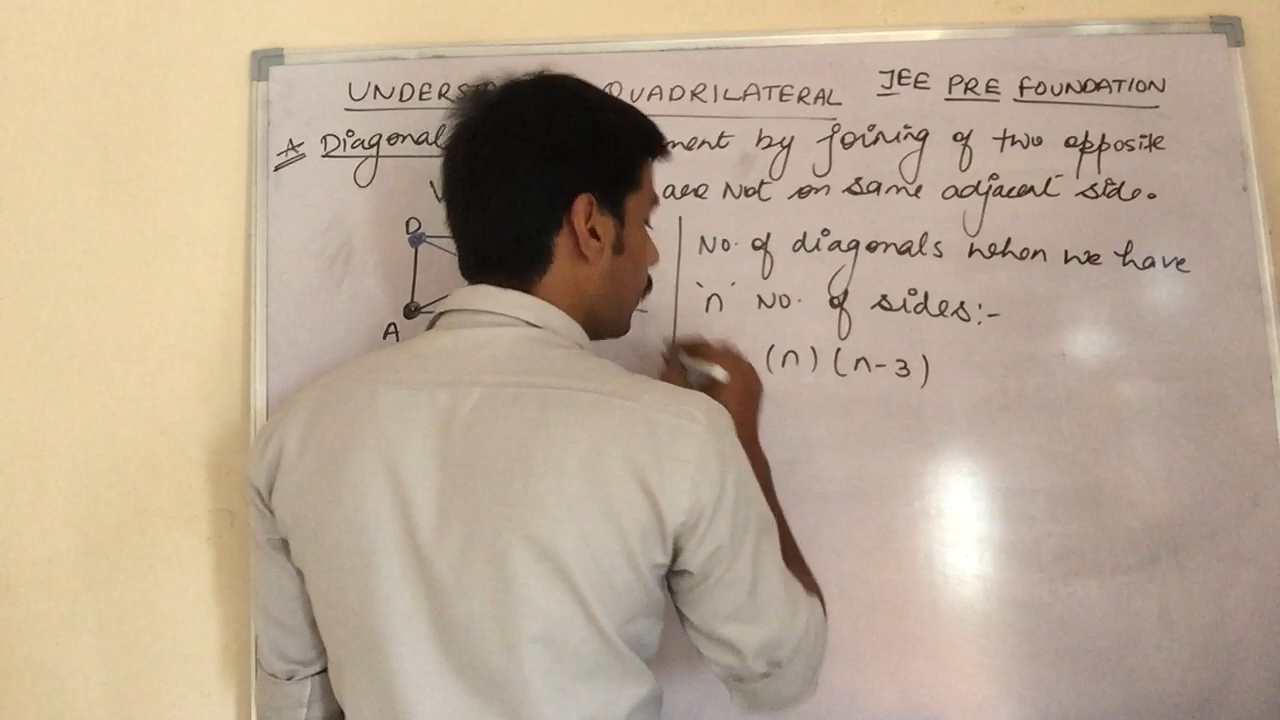 UNDERS QUADRILATERAL JEE PRE FOUNDATION
A Diagonal ment by joining of two opposite
are Not on same adjacent side.
D
No. of diagonals when we have
'n' No. of sides:-
A
(n) (n-3)